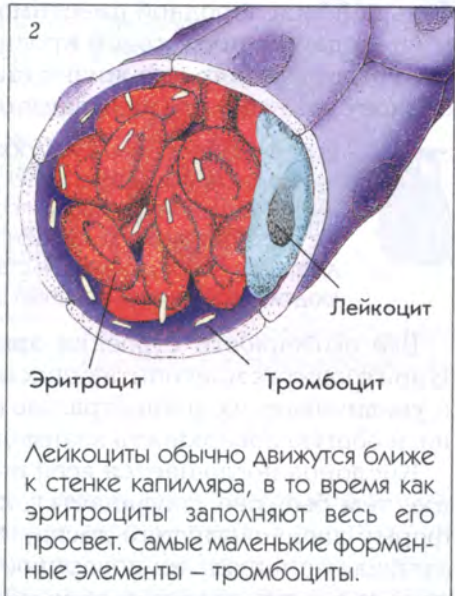 2
Лейкоцит
Эритроцит
Тромбоцит
Лейкоциты обычно движутся ближе
к стенке капилляра, в то время как
эритроциты заполняют весь его
просвет. Самые маленькие формен-
ные элементы – тромбоциты.